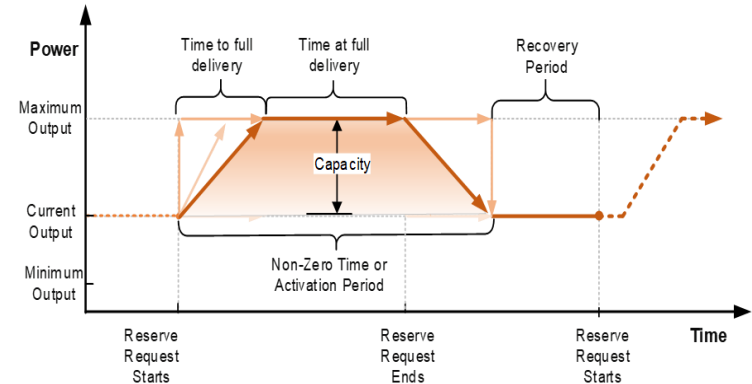 Power
Time to full
delivery
Time at full
delivery
Recovery
Period
Maximum
Output
Capacity
Current
Output
Non-Zero Time or
Activation Period
Minimum
Output
Reserve
Request
Starts
Reserve
Request
Ends
Reserve
Request
Starts
Time